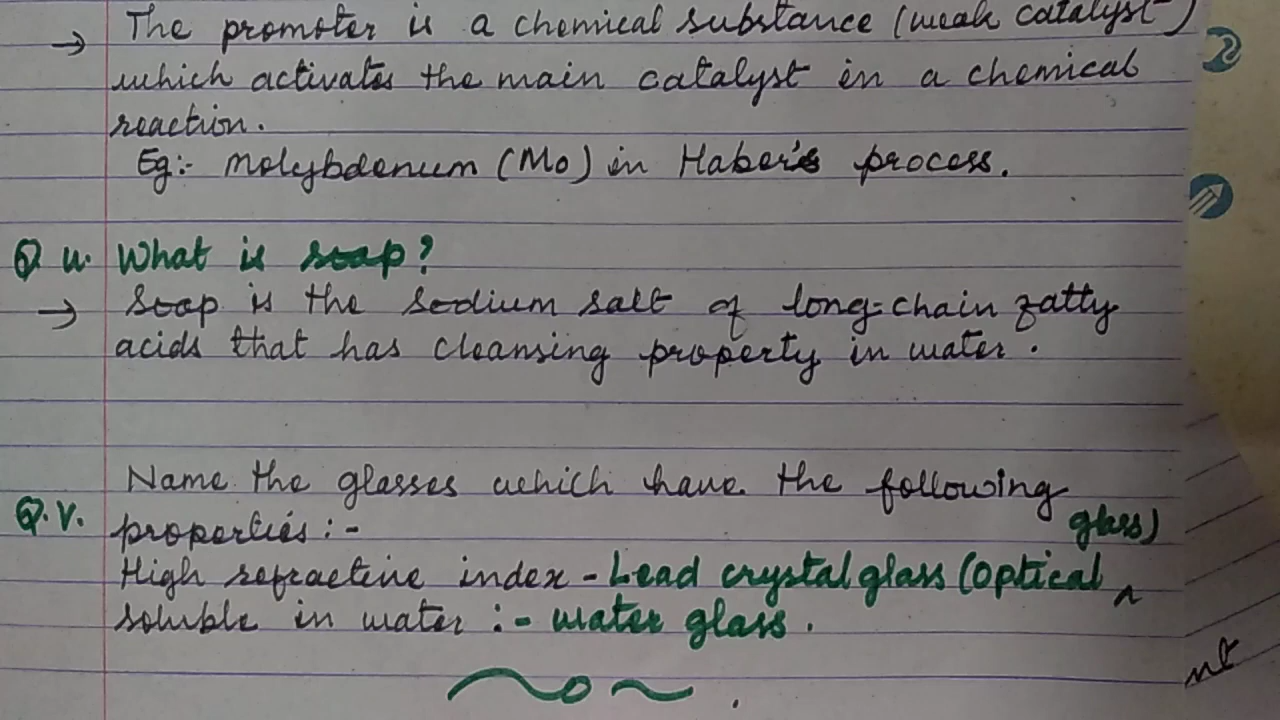 → The promoter is a chemical substance (weak catalyst)
which activates the main catalyst in a chemical
reaction.
Eg:- Molybdenum (Mo) in Haber's process.
Q u. What is soap?
→ Soap is the sodium salt of long-chain fatty
acids that has cleansing property in water.
Name the glasses which have the following
Q.V. properties:-
High refractive index - Lead crystal glass (Optical glass)
soluble in water :- water glass.